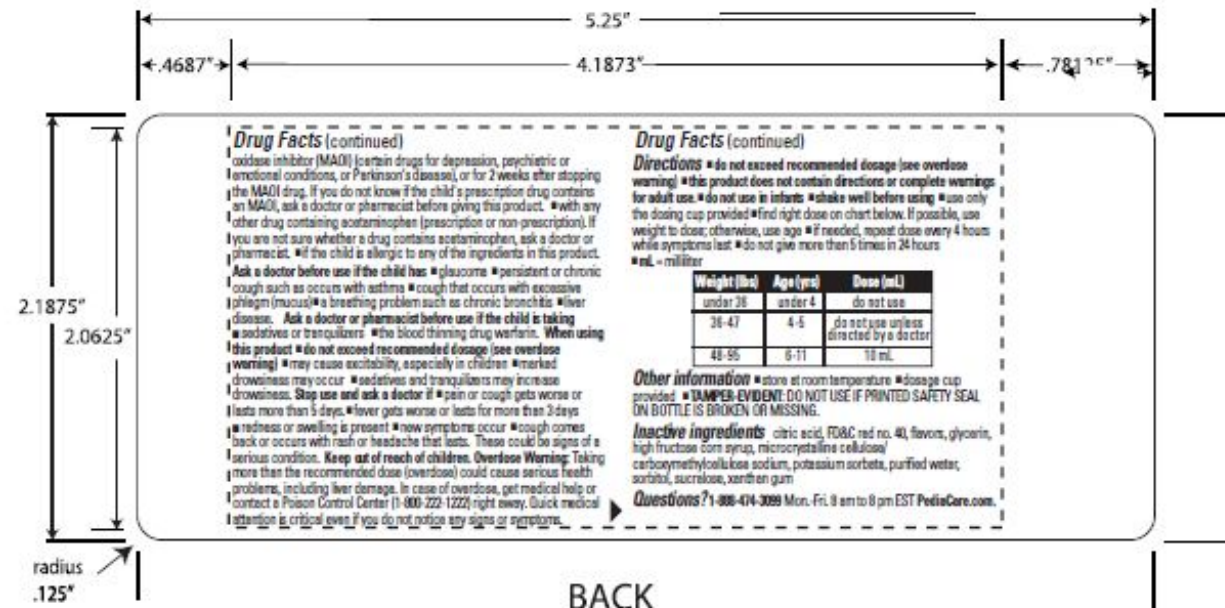 5.25"
.4687"
4.1873"
.78125"
2.1875"
2.0625"
Drug Facts (continued)
oxidase inhibitor (MAOI) (certain drugs for depression, psychiatric or
emotional conditions, or Parkinson's disease), or for 2 weeks after stopping
the MAOI drug. If you do not know if the child's prescription drug contains
an MAOI, ask a doctor or pharmacist before giving this product. ■ with any
other drug containing acetaminophen (prescription or non-prescription). If
you are not sure whether a drug contains acetaminophen, ask a doctor or
pharmacist. ■ if the child is allergic to any of the ingredients in this product.
Ask a doctor before use if the child has ■ glaucoma ■ persistent or chronic
cough such as occurs with asthma ■ cough that occurs with excessive
phlegm (mucus) ■ a breathing problem such as chronic bronchitis ■ liver
disease. Ask a doctor or pharmacist before use if the child is taking
■ sedatives or tranquilizers ■ the blood thinning drug warfarin. When using
this product ■ do not exceed recommended dosage (see overdose
warning) ■ may cause excitability, especially in children ■ marked
drowsiness may occur ■ sedatives and tranquilizers may increase
drowsiness. Stop use and ask a doctor if ■ pain or cough gets worse or
lasts more than 5 days. ■ fever gets worse or lasts for more than 3 days
■ redness or swelling is present ■ new symptoms occur ■ cough comes
back or occurs with rash or headache that lasts. These could be signs of a
serious condition. Keep out of reach of children. Overdose Warning: Taking
more than the recommended dose (overdose) could cause serious health
problems, including liver damage. In case of overdose, get medical help or
contact a Poison Control Center (1-800-222-1222) right away. Quick medical
attention is critical even if you do not notice any signs or symptoms.
Drug Facts (continued)
Directions ■ do not exceed recommended dosage (see overdose
warning) ■ this product does not contain directions or complete warnings
for adult use. ■ do not use in infants ■ shake well before using ■ use only
the dosing cup provided ■ find right dose on chart below. If possible, use
weight to dose; otherwise, use age ■ if needed, repeat dose every 4 hours
while symptoms last ■ do not give more than 5 times in 24 hours
■ mL = milliliter
Weight (lbs) Age (yrs) Dose (mL)
under 36 under 4 do not use
36-47 4-5 do not use unless
directed by a doctor
48-95 6-11 10 mL
Other information ■ store at room temperature ■ dosage cup
provided ■ TAMPER-EVIDENT: DO NOT USE IF PRINTED SAFETY SEAL
ON BOTTLE IS BROKEN OR MISSING.
Inactive ingredients citric acid, FD&C red no. 40, flavors, glycerin,
high fructose corn syrup, microcrystalline cellulose/
carboxymethylcellulose sodium, potassium sorbate, purified water,
sorbitol, sucralose, xanthan gum
Questions? 1-888-474-3099 Mon.-Fri. 8 am to 8 pm EST PediaCare.com.
radius
.125"
BACK